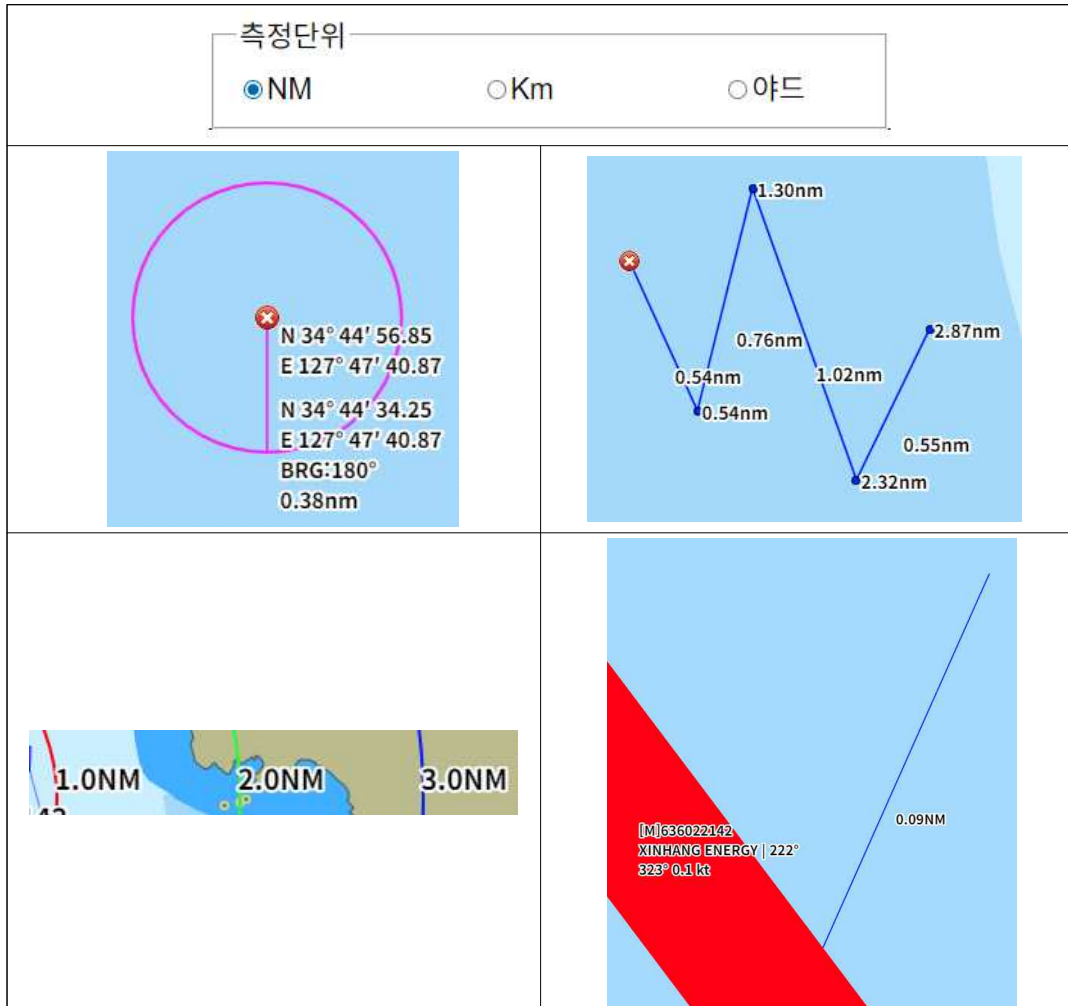 측정단위
NM
Km
야드
N 34° 44′ 56.85
E 127° 47′ 40.87
N 34° 44′ 34.25
E 127° 47′ 40.87
BRG:180°
0.38nm
1.30nm
0.76nm
2.87nm
0.54nm
1.02nm
0.54nm
0.55nm
2.32nm
1.0NM
2.0NM
3.0NM
0.09NM
[M]636022142
XINHANG ENERGY | 222°
323° 0.1 kt